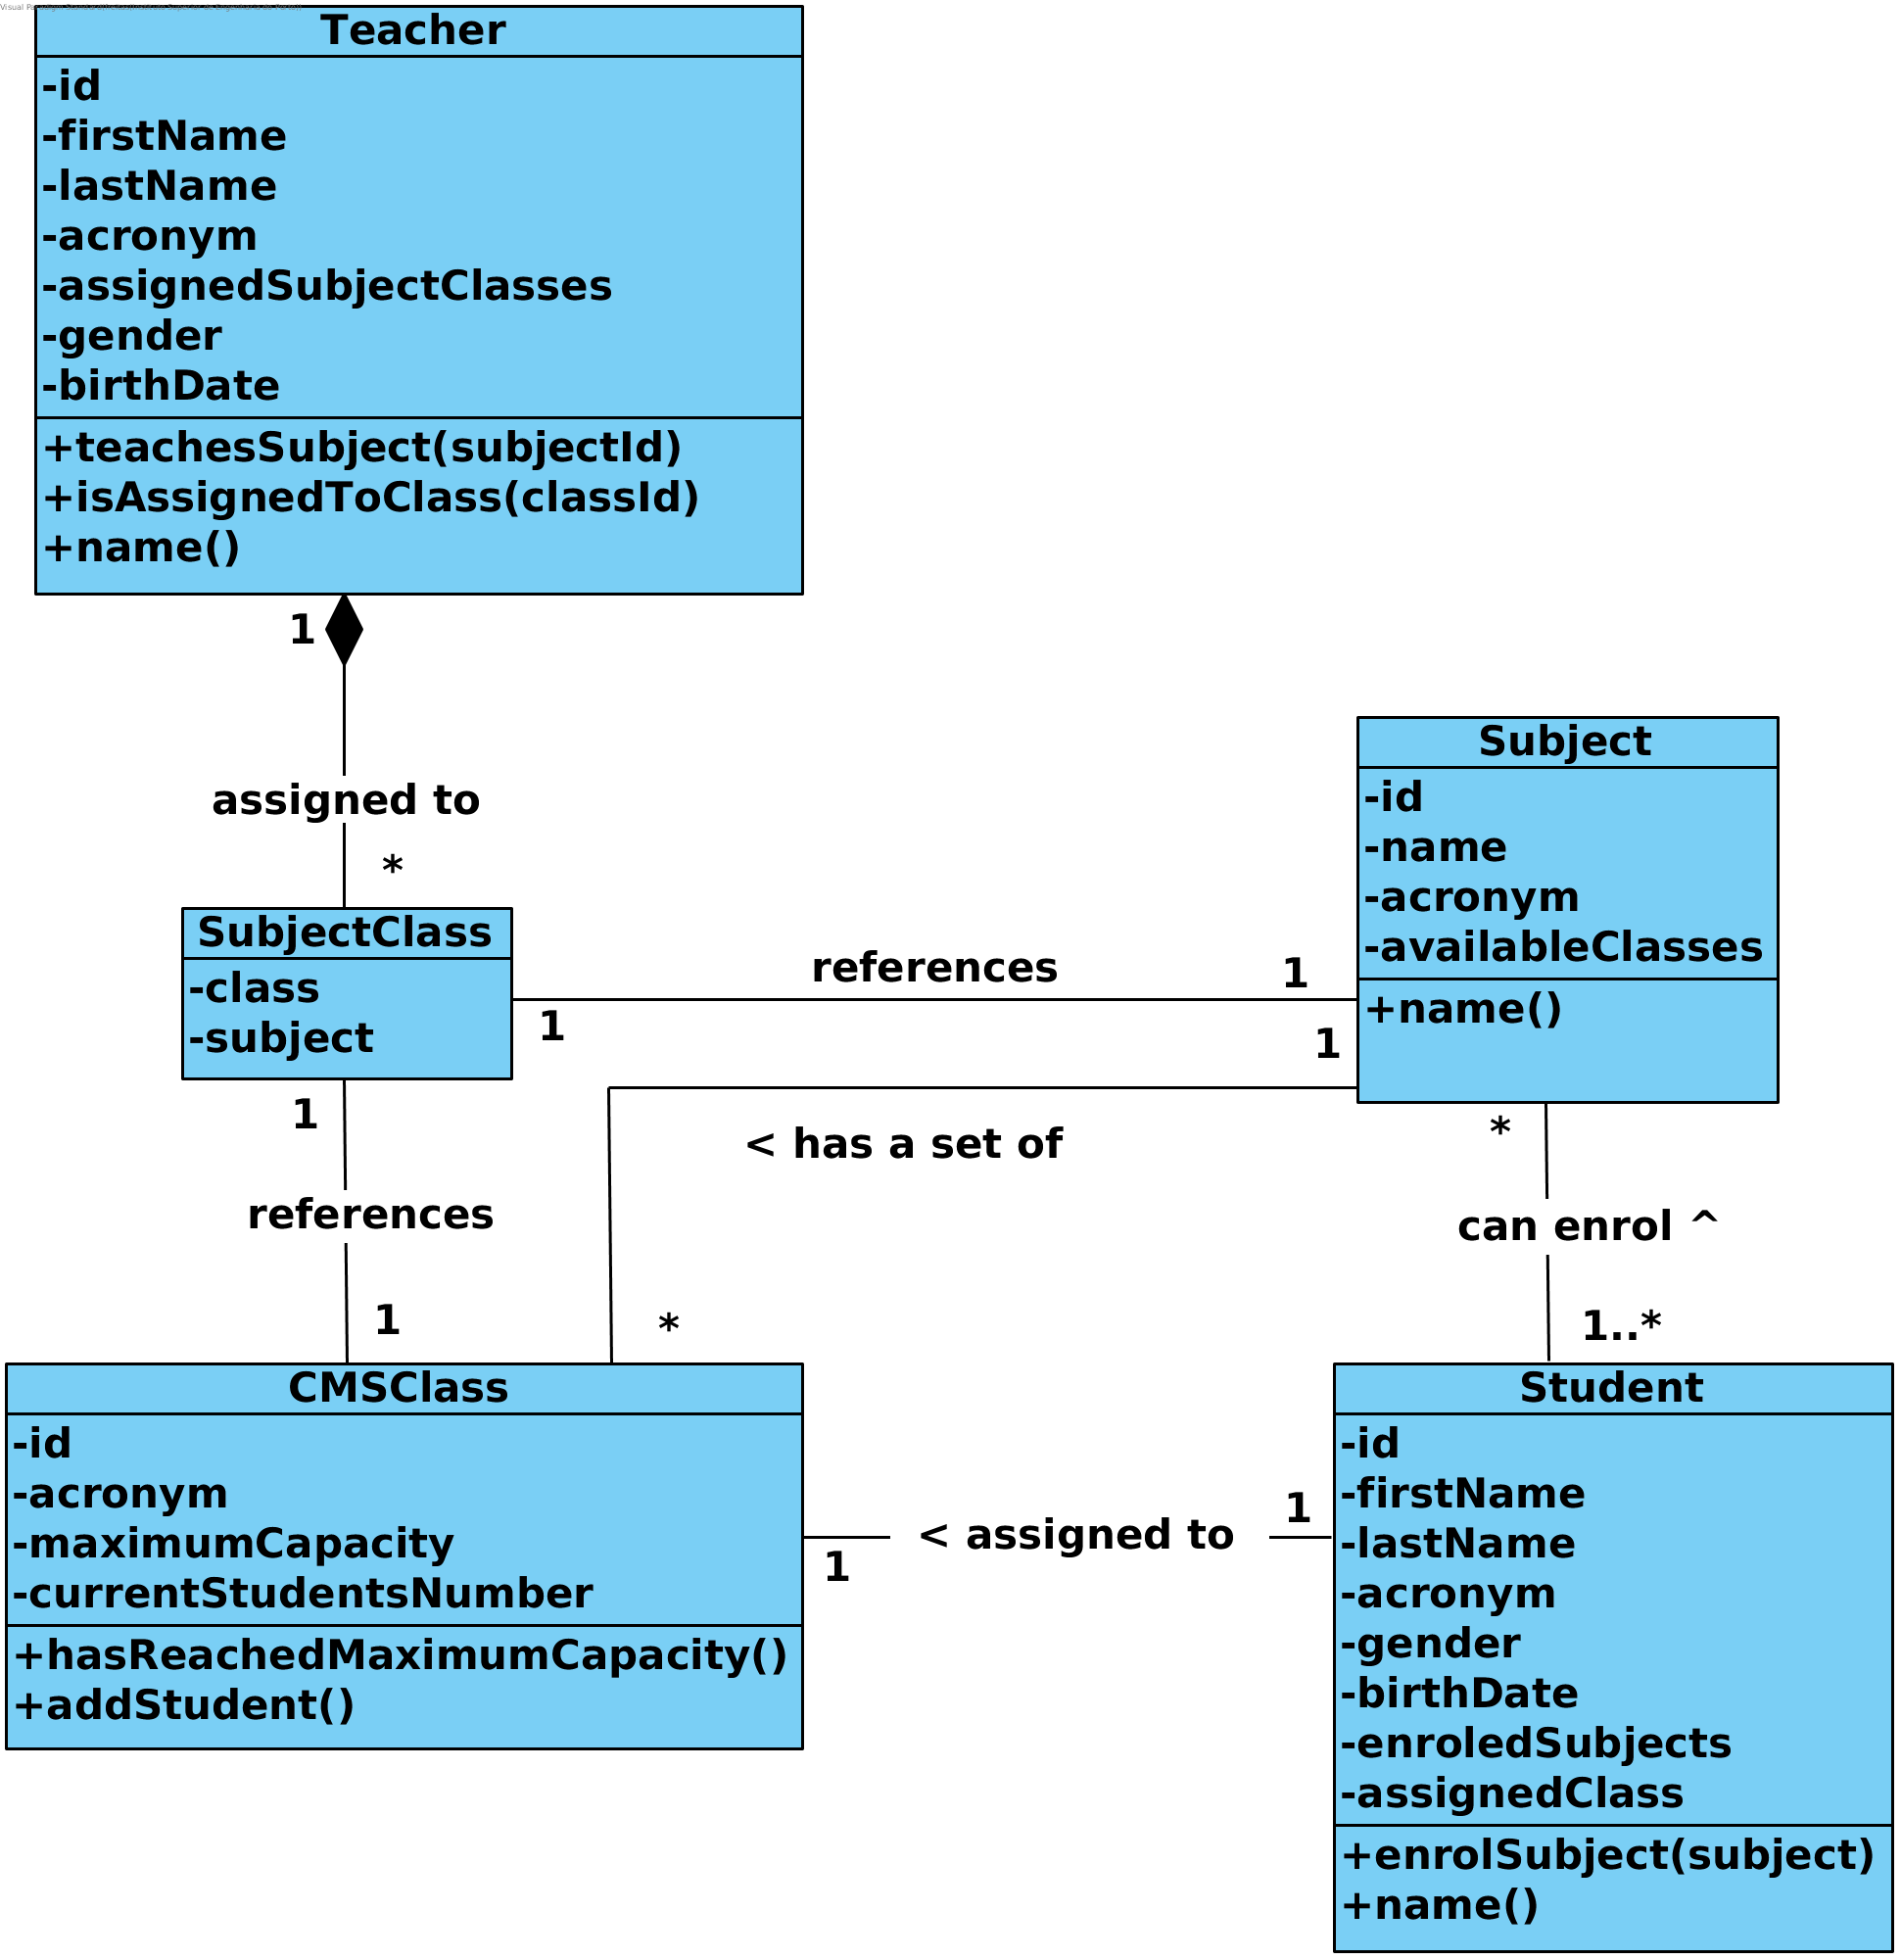 Teacher
-id
-firstName
-lastName
-acronym
-assignedSubjectClasses
-gender
-birthDate
+teachesSubject(subjectId)
+isAssignedToClass(classId)
+name()
1
assigned to
*
Subject
-id
-name
-acronym
-availableClasses
+name()
SubjectClass
-class
-subject
references
1
1
1
< has a set of
*
1
references
1
*
can enrol ^
1..*
CMSClass
-id
-acronym
-maximumCapacity
-currentStudentsNumber
+hasReachedMaximumCapacity()
+addStudent()
< assigned to
1
1
Student
-id
-firstName
-lastName
-acronym
-gender
-birthDate
-enroledSubjects
-assignedClass
+enrolSubject(subject)
+name()